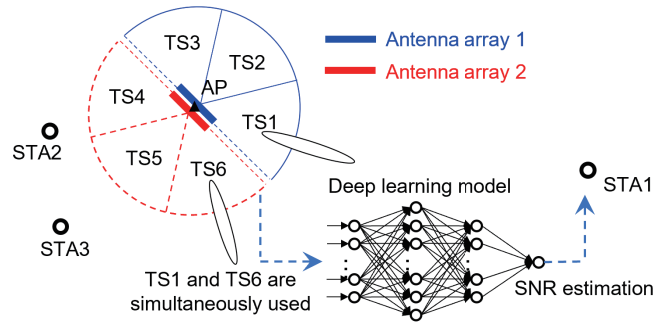 TS3
TS2
Antenna array 1
Antenna array 2
AP
TS4
TS1
STA2
TS5
TS6
STA1
Deep learning model
STA3
TS1 and TS6 are
simultaneously used
SNR estimation